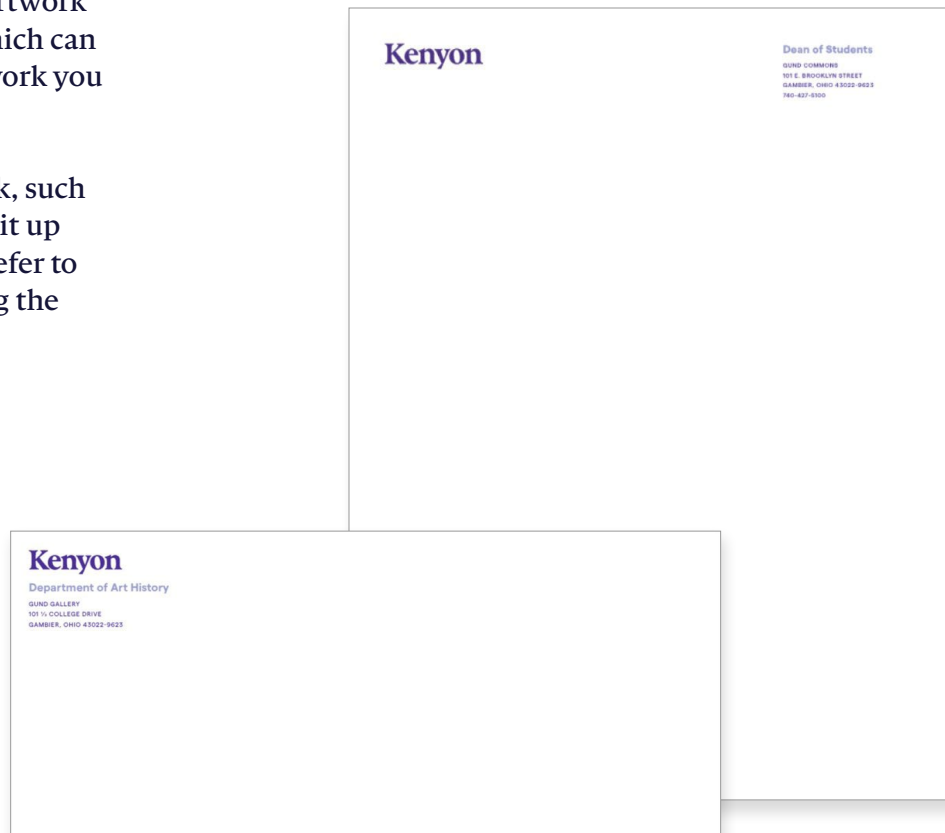 rtwork
hich can
work you
k, such
it up
efer to
g the
Kenyon
Dean of Students
GUND COMMONS
101 E. BROOKLYN STREET
GAMBIER, OHIO 43022-9623
740-427-5100
Kenyon
Department of Art History
GUND GALLERY
101 ½ COLLEGE DRIVE
GAMBIER, OHIO 43022-9623